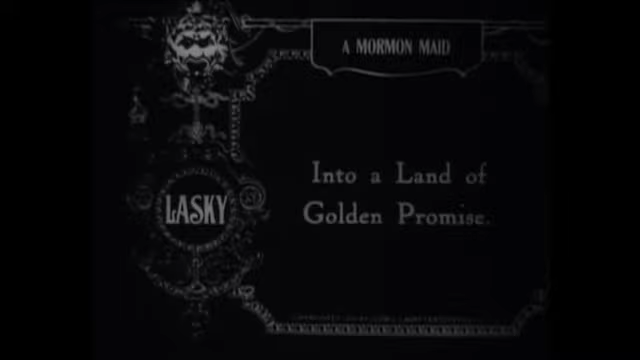 A MORMON MAID
LASKY
Into a Land of
Golden Promise.